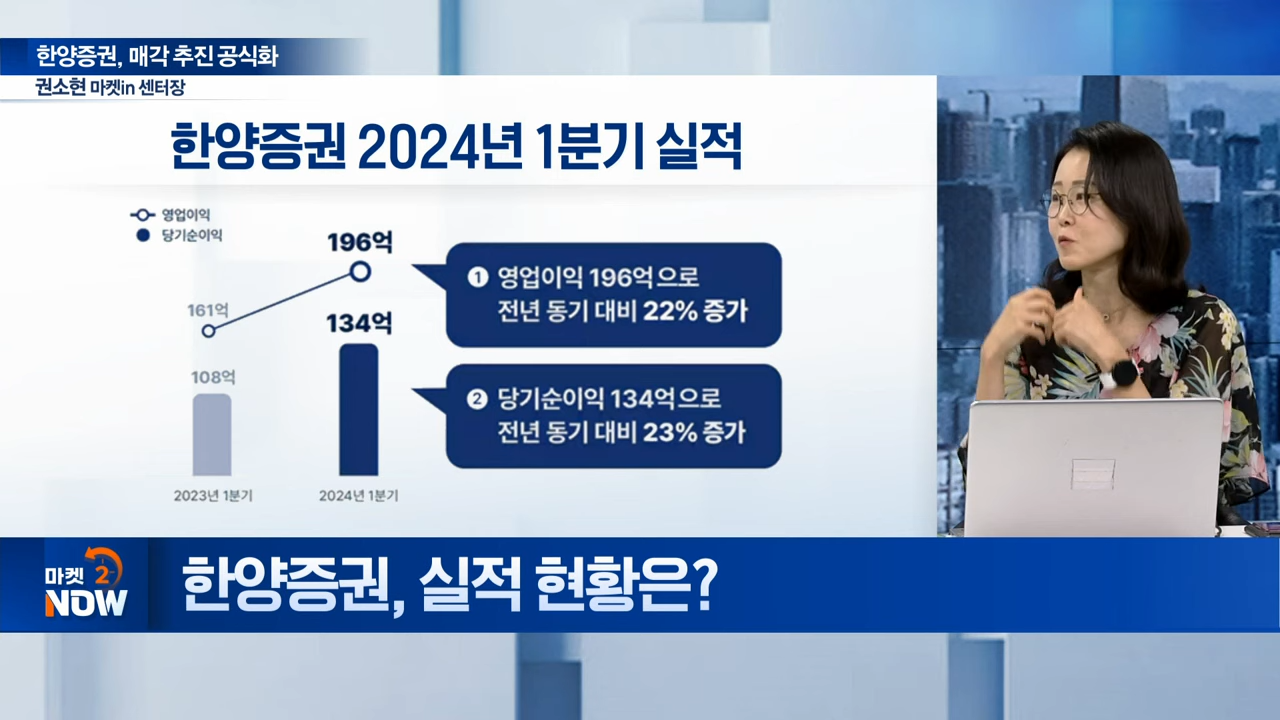 한양증권, 매각 추진 공식화
권소현 마켓in 센터장
한양증권 2024년 1분기 실적
영업이익
당기순이익
196억
161억
134억
108억
2023년 1분기
2024년 1분기
1 영업이익 196억으로
전년 동기 대비 22% 증가
2 당기순이익 134억으로
전년 동기 대비 23% 증가
마켓 2
NOW
한양증권, 실적 현황은?